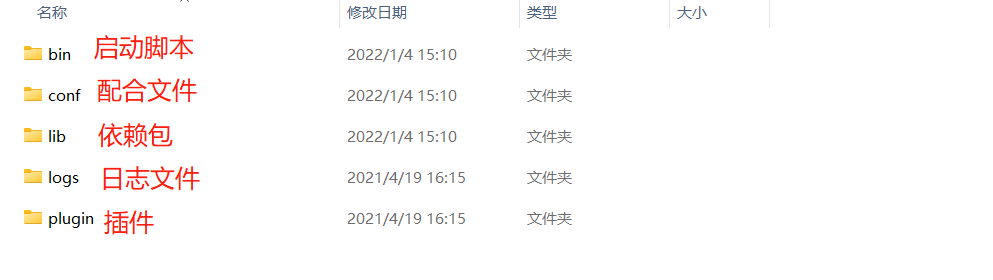 名称 修改日期 类型 大小
bin 启动脚本 2022/1/4 15:10 文件夹
conf 配合文件 2022/1/4 15:10 文件夹
lib 依赖包 2022/1/4 15:10 文件夹
logs 日志文件 2021/4/19 16:15 文件夹
plugin 插件 2021/4/19 16:15 文件夹